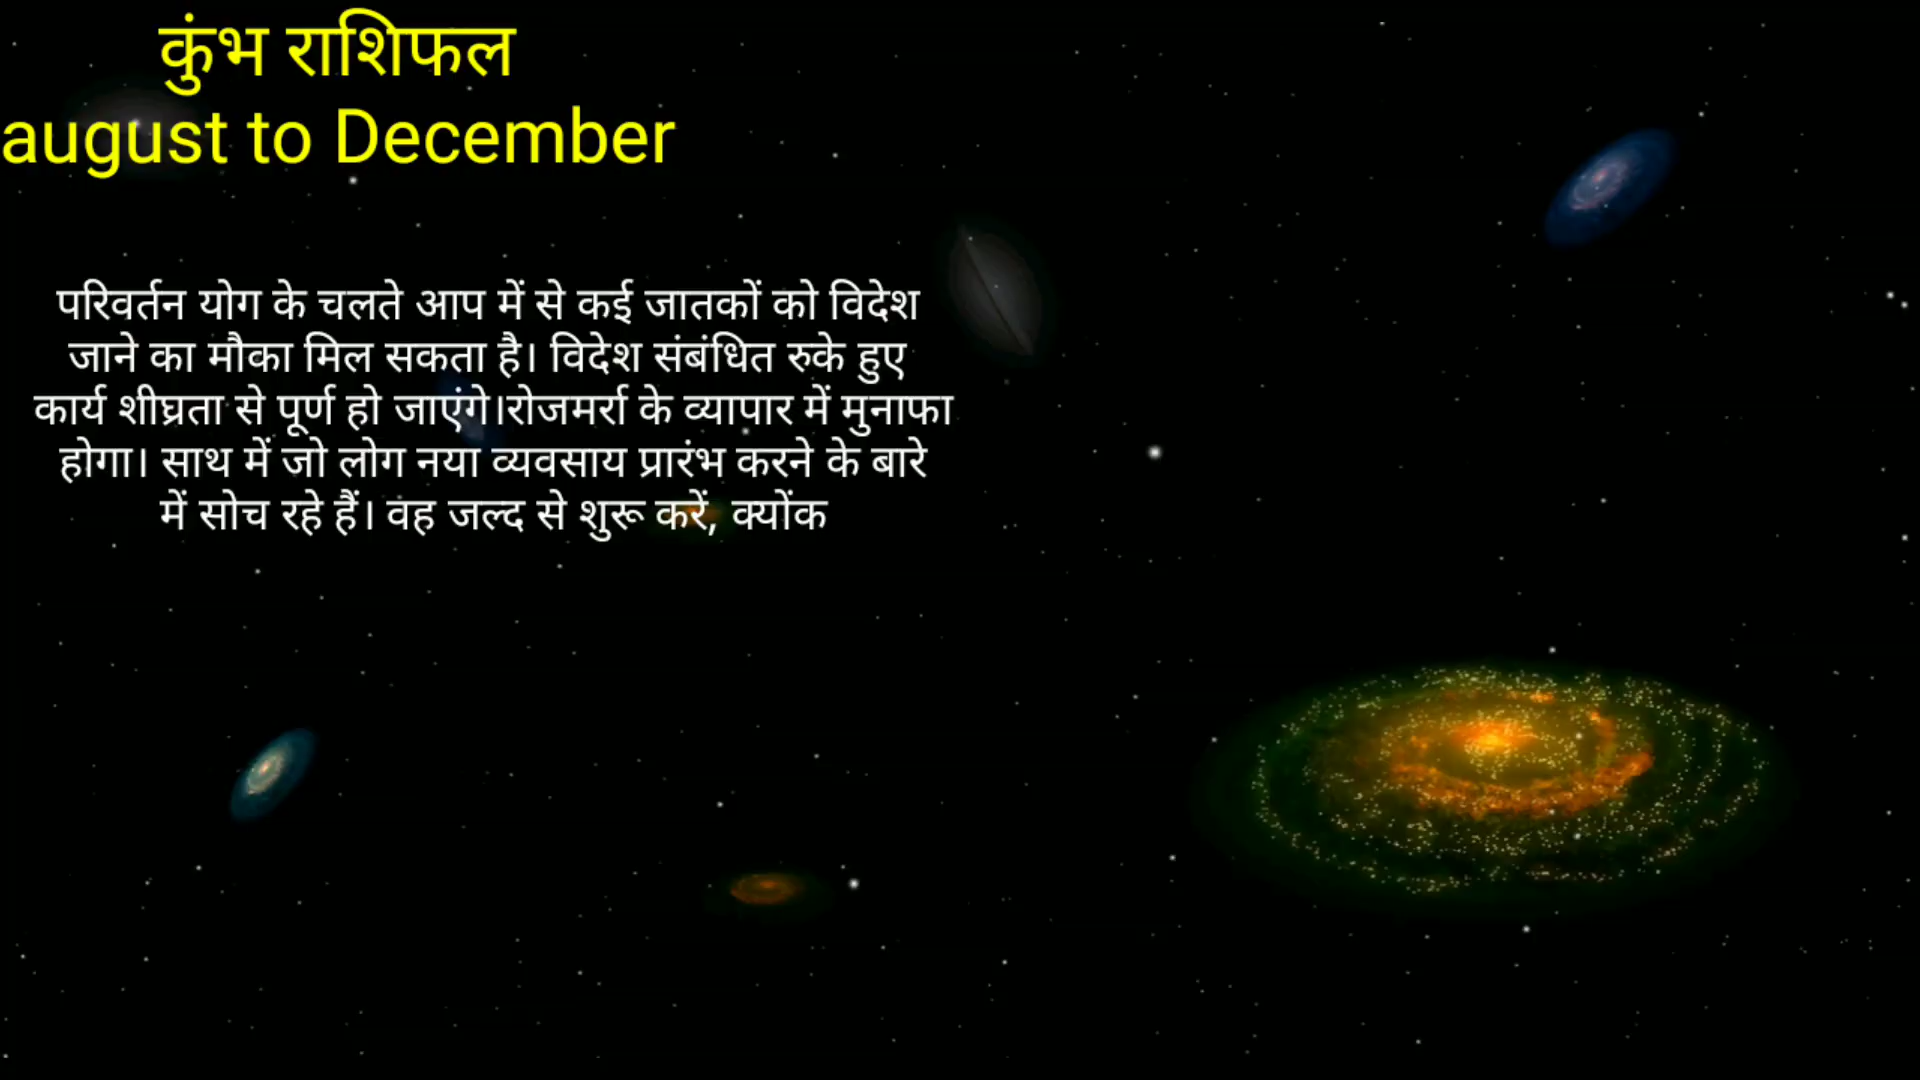 कुंभ राशिफल
august to December
परिवर्तन योग के चलते आप में से कई जातकों को विदेश
जाने का मौका मिल सकता है। विदेश संबंधित रुके हुए
कार्य शीघ्रता से पूर्ण हो जाएंगे।रोजमर्रा के व्यापार में मुनाफा
होगा। साथ में जो लोग नया व्यवसाय प्रारंभ करने के बारे
में सोच रहे हैं। वह जल्द से शुरू करें, क्योंक